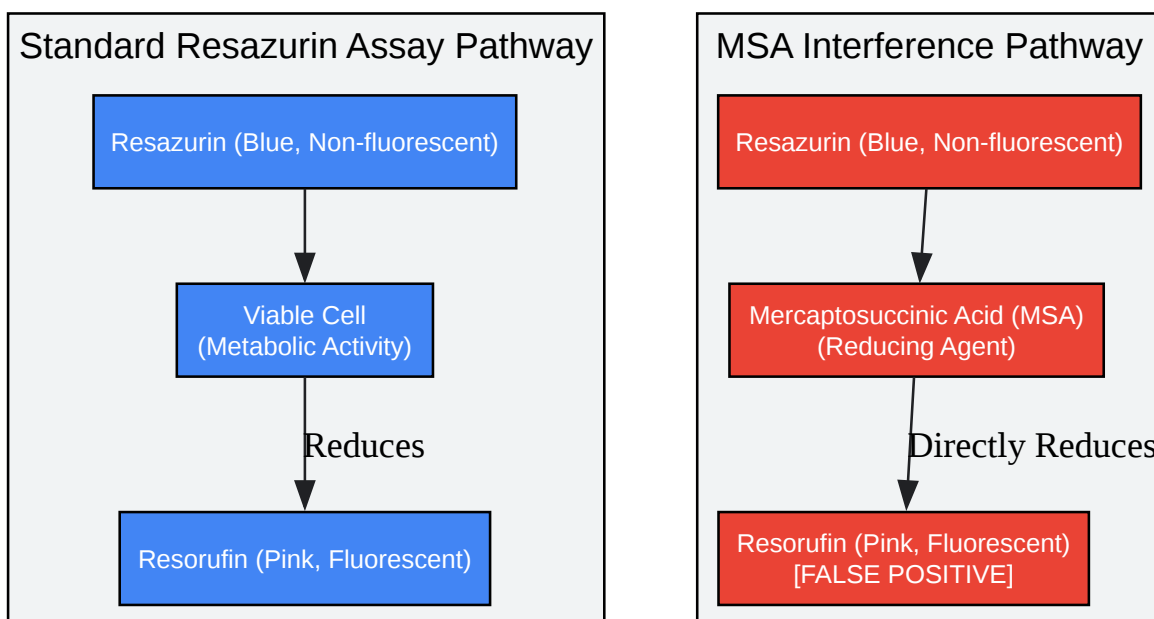 Standard Resazurin Assay Pathway
Resazurin (Blue, Non-fluorescent)
Viable Cell
(Metabolic Activity)
Reduces
Resorufin (Pink, Fluorescent)
MSA Interference Pathway
Resazurin (Blue, Non-fluorescent)
Mercaptosuccinic Acid (MSA)
(Reducing Agent)
Directly Reduces
Resorufin (Pink, Fluorescent)
[FALSE POSITIVE]